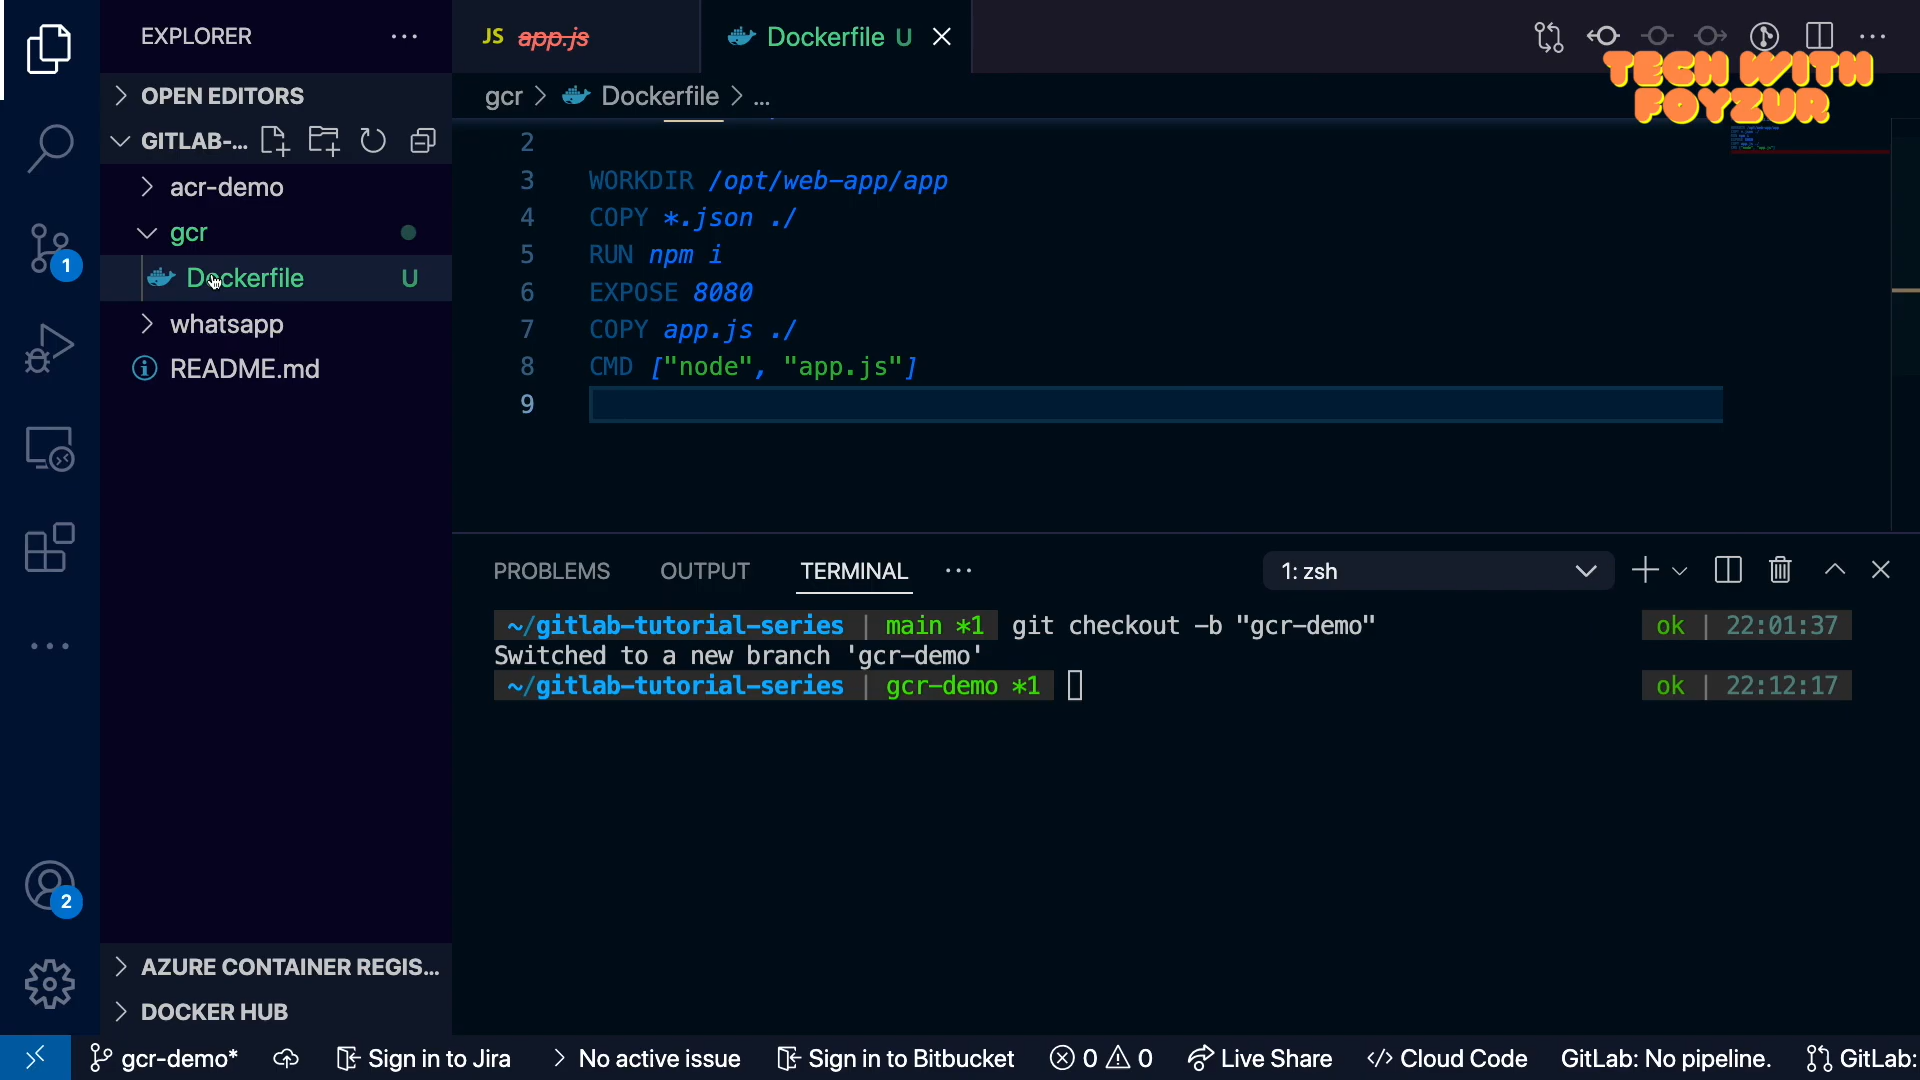 EXPLORER
OPEN EDITORS
GITLAB-...
acr-demo
gcr
Dockerfile U
whatsapp
README.md
AZURE CONTAINER REGIS...
DOCKER HUB
1
2
JS app.js
Dockerfile U
TECH WITH
FOYZUR
gcr > Dockerfile > ...
2
3 WORKDIR /opt/web-app/app
4 COPY *.json ./
5 RUN npm i
6 EXPOSE 8080
7 COPY app.js ./
8 CMD ["node", "app.js"]
9
PROBLEMS OUTPUT TERMINAL ... 1: zsh
~/gitlab-tutorial-series | main *1 git checkout -b "gcr-demo" ok | 22:01:37
Switched to a new branch 'gcr-demo'
~/gitlab-tutorial-series | gcr-demo *1 ok | 22:12:17
gcr-demo* Sign in to Jira > No active issue Sign in to Bitbucket 0 0 Live Share </> Cloud Code GitLab: No pipeline. GitLab: